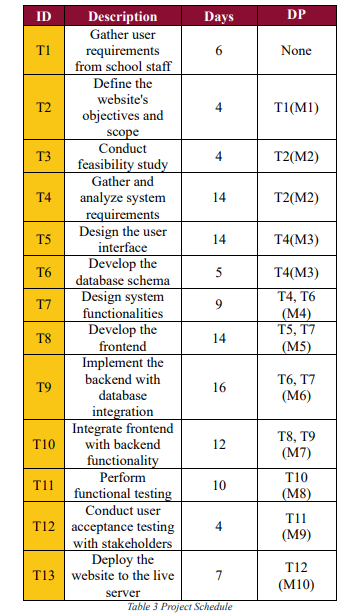 ID Description Days DP
T1 Gather user requirements from school staff 6 None
T2 Define the website's objectives and scope 4 T1(M1)
T3 Conduct feasibility study 4 T2(M2)
T4 Gather and analyze system requirements 14 T2(M2)
T5 Design the user interface 14 T4(M3)
T6 Develop the database schema 5 T4(M3)
T7 Design system functionalities 9 T4, T6 (M4)
T8 Develop the frontend 14 T5, T7 (M5)
T9 Implement the backend with database integration 16 T6, T7 (M6)
T10 Integrate frontend with backend functionality 12 T8, T9 (M7)
T11 Perform functional testing 10 T10 (M8)
T12 Conduct user acceptance testing with stakeholders 4 T11 (M9)
T13 Deploy the website to the live server 7 T12 (M10)
Table 3 Project Schedule